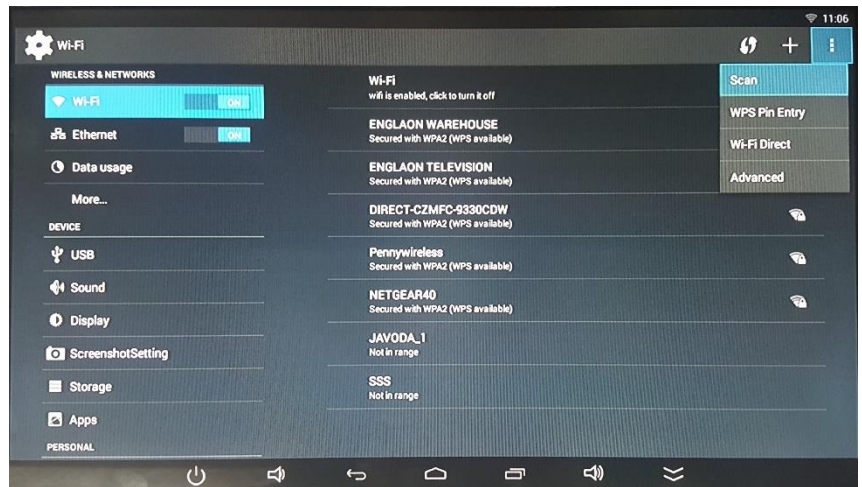 11:06
Wi-Fi
WIRELESS & NETWORKS
Wi-Fi ON
Ethernet ON
Data usage
More...
DEVICE
USB
Sound
Display
ScreenshotSetting
Storage
Apps
PERSONAL
Wi-Fi
wifi is enabled, click to turn it off
ENGLAON WAREHOUSE
Secured with WPA2 (WPS available)
ENGLAON TELEVISION
Secured with WPA2 (WPS available)
DIRECT-CZMFC-9330CDW
Secured with WPA2 (WPS available)
Pennywireless
Secured with WPA2 (WPS available)
NETGEAR40
Secured with WPA2 (WPS available)
JAVODA_1
Not in range
SSS
Not in range
Scan
WPS Pin Entry
Wi-Fi Direct
Advanced